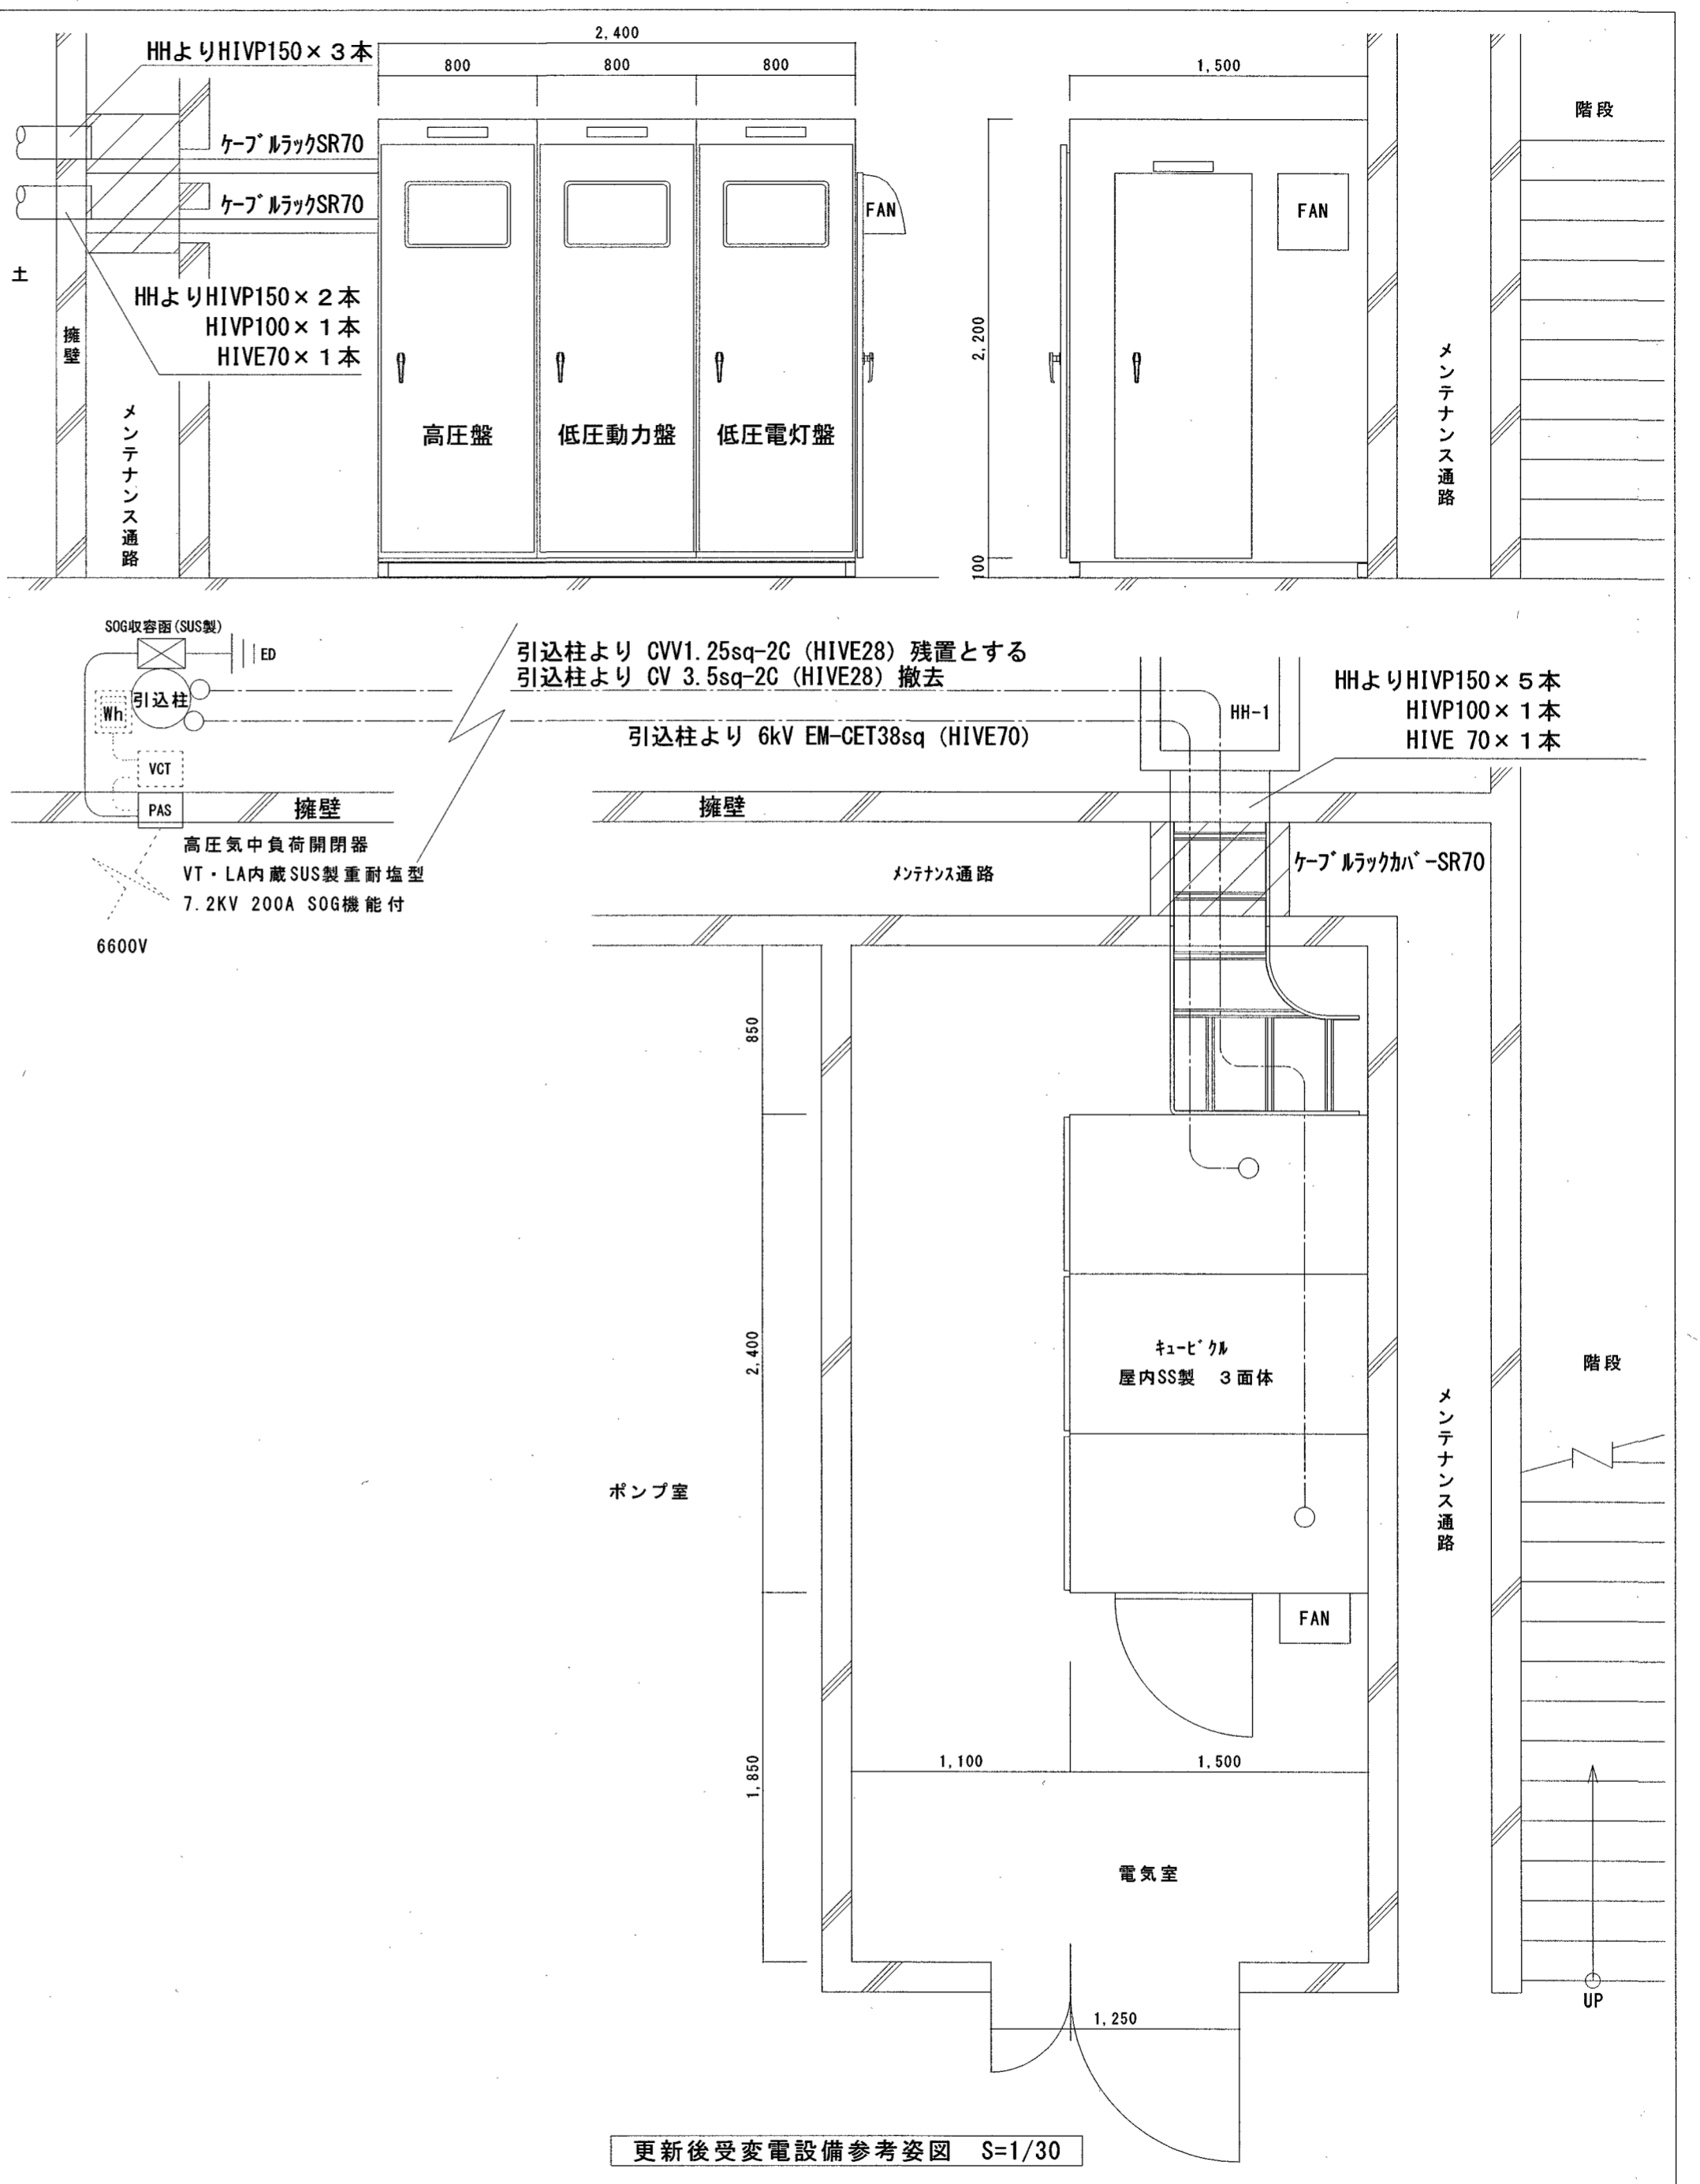 HHよりHIVP150×３本
2,400
800
800
800
1,500
階段
ケーブルラックSR70
ケーブルラックSR70
FAN
FAN
土
HHよりHIVP150×２本
HIVP100×１本
HIVE70×１本
擁壁
メンテナンス通路
高圧盤
低圧動力盤
低圧電灯盤
2,200
100
メンテナンス通路
SOG収容函(SUS製)
ED
引込柱
Wh
VCT
PAS
擁壁
高圧気中負荷開閉器
VT・LA内蔵SUS製重耐塩型
7.2KV 200A SOG機能付
6600V
引込柱より CVV1.25sq-2C (HIVE28) 残置とする
引込柱より CV 3.5sq-2C (HIVE28) 撤去
引込柱より 6kV EM-CET38sq (HIVE70)
HH-1
HHよりHIVP150×５本
HIVP100×１本
HIVE 70×１本
擁壁
メンテナンス通路
ケーブルラックカバーSR70
850
2,400
1,850
キュービクル
屋内SS製　３面体
ポンプ室
メンテナンス通路
階段
FAN
1,100
1,500
電気室
UP
1,250
更新後受変電設備参考姿図　S=1/30